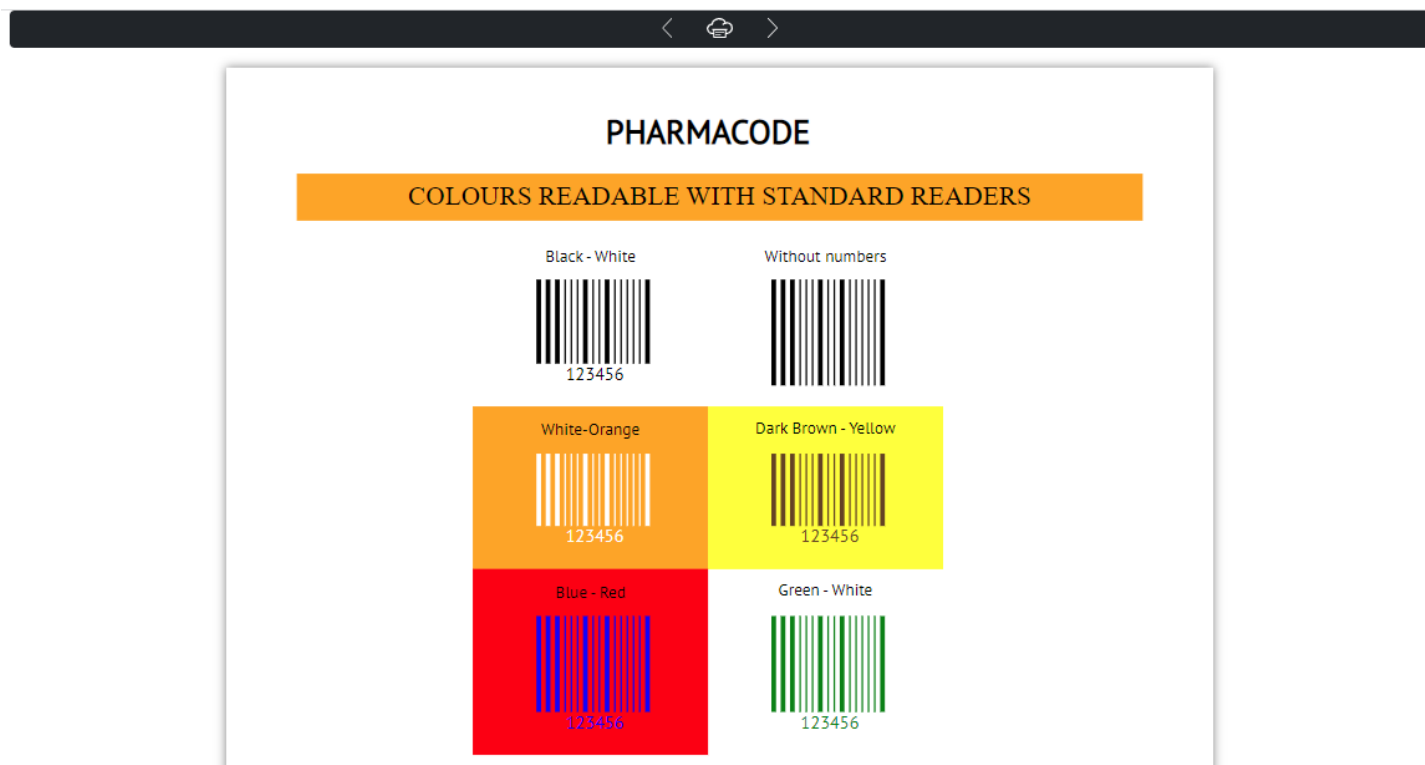 PHARMACODE
COLOURS READABLE WITH STANDARD READERS
Black - White
Without numbers
123456
White-Orange
Dark Brown - Yellow
123456
123456
Blue - Red
Green - White
123456
123456